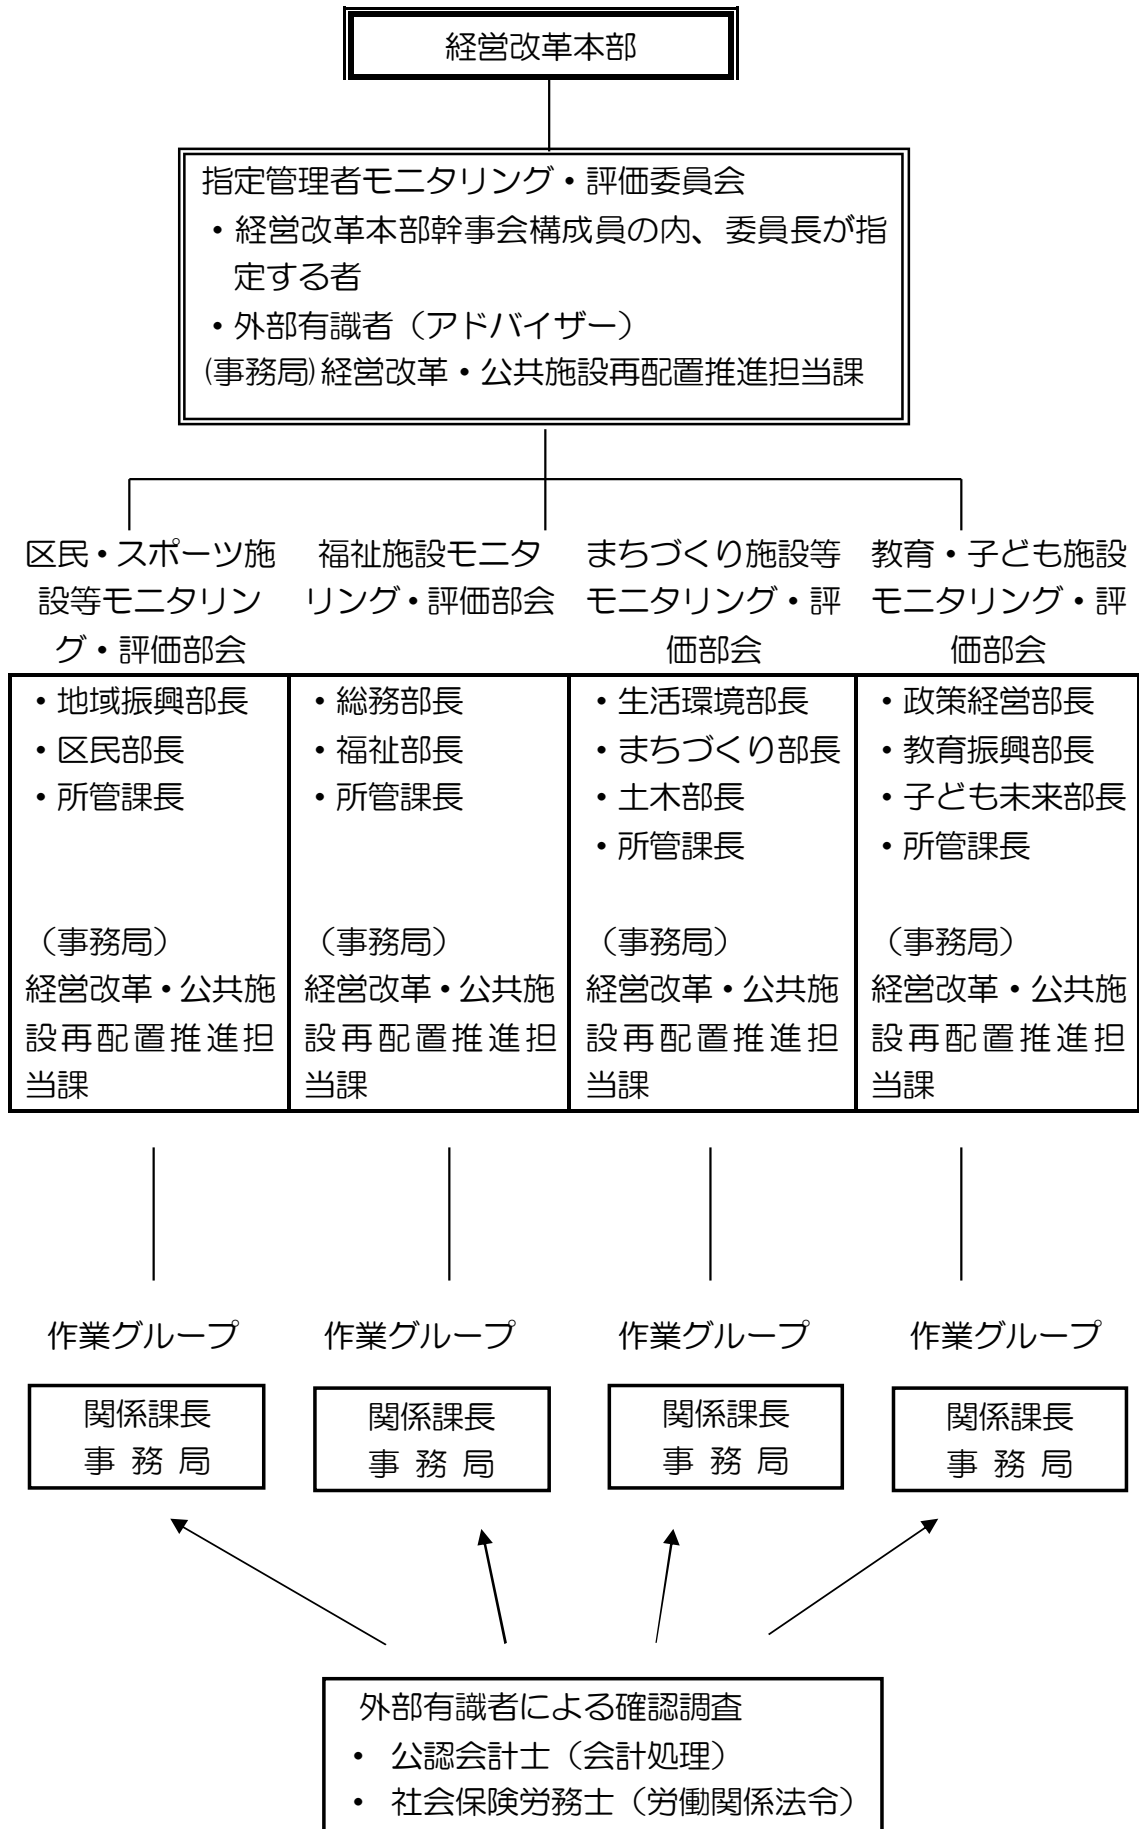 経営改革本部
指定管理者モニタリング・評価委員会
・経営改革本部幹事会構成員の内、委員長が指
定する者
・外部有識者（アドバイザー）
(事務局)経営改革・公共施設再配置推進担当課
区民・スポーツ施
設等モニタリン
グ・評価部会
・地域振興部長
・区民部長
・所管課長
（事務局）
経営改革・公共施
設再配置推進担
当課
福祉施設モニタ
リング・評価部会
・総務部長
・福祉部長
・所管課長
（事務局）
経営改革・公共施
設再配置推進担
当課
まちづくり施設等
モニタリング・評
価部会
・生活環境部長
・まちづくり部長
・土木部長
・所管課長
（事務局）
経営改革・公共施
設再配置推進担
当課
教育・子ども施設
モニタリング・評
価部会
・政策経営部長
・教育振興部長
・子ども未来部長
・所管課長
（事務局）
経営改革・公共施
設再配置推進担
当課
作業グループ
関係課長
事 務 局
作業グループ
関係課長
事 務 局
作業グループ
関係課長
事 務 局
作業グループ
関係課長
事 務 局
外部有識者による確認調査
・ 公認会計士（会計処理）
・ 社会保険労務士（労働関係法令）